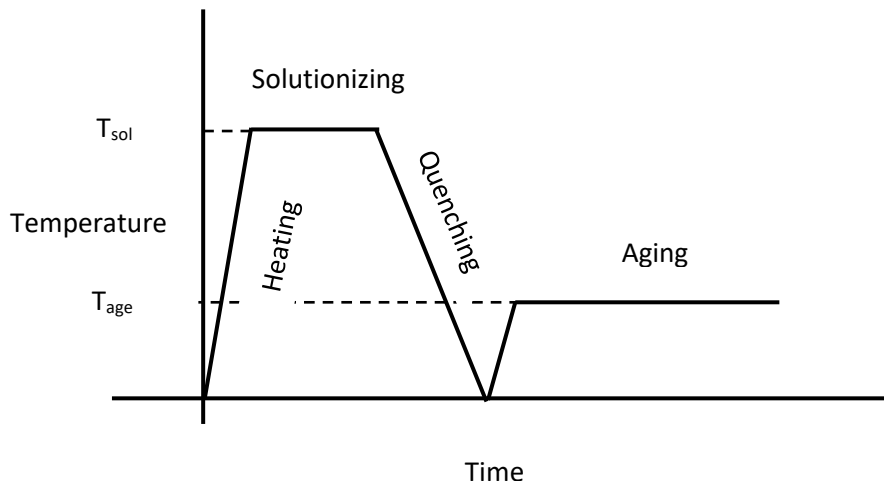 Solutionizing
Tsol
Quenching
Heating
Temperature
Aging
Tage
Time